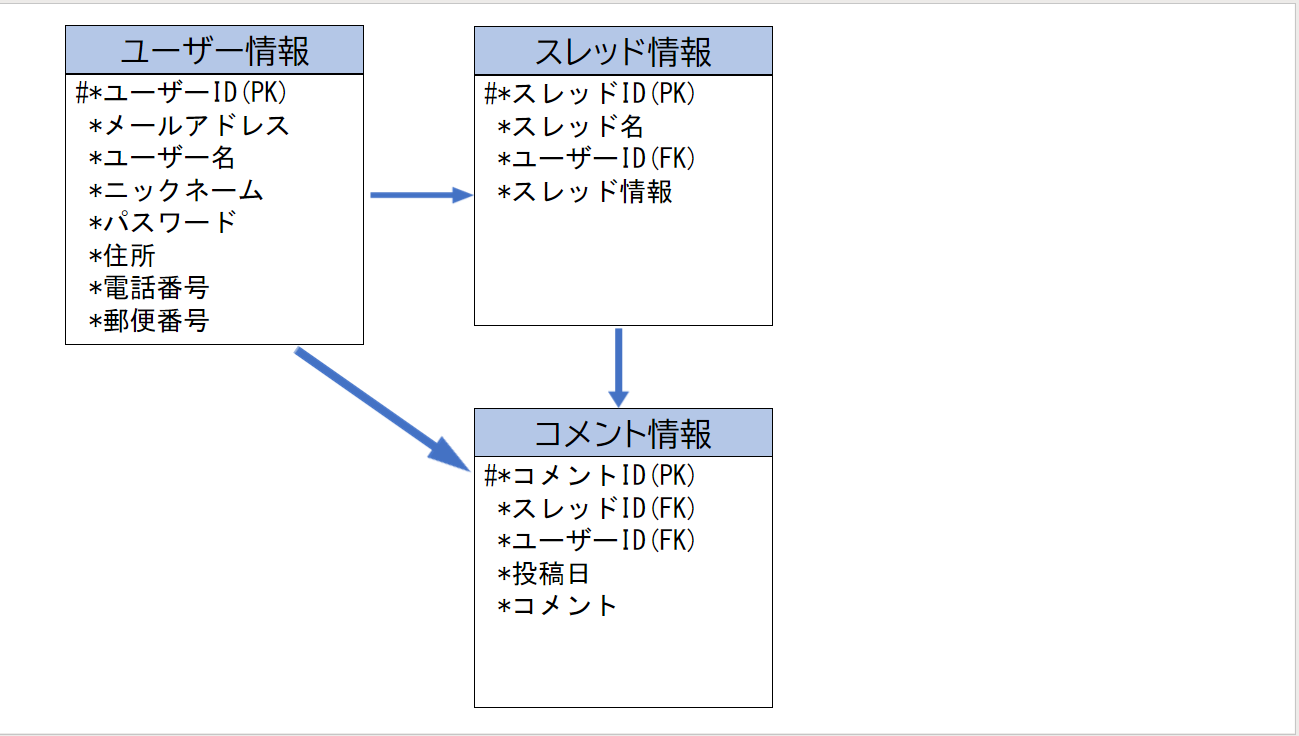 ユーザー情報
#*ユーザーID(PK)
*メールアドレス
*ユーザー名
*ニックネーム
*パスワード
*住所
*電話番号
*郵便番号
スレッド情報
#*スレッドID(PK)
*スレッド名
*ユーザーID(FK)
*スレッド情報
コメント情報
#*コメントID(PK)
*スレッドID(FK)
*ユーザーID(FK)
*投稿日
*コメント